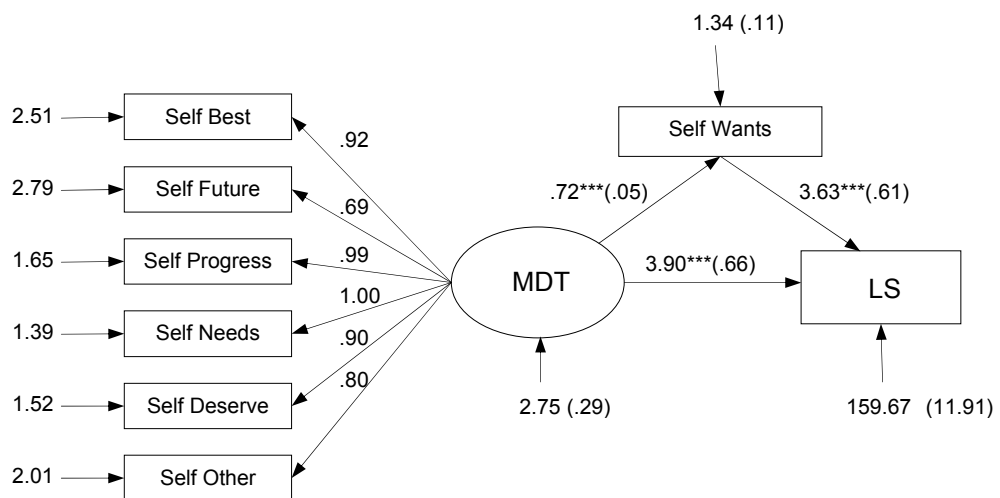 1.34 (.11)
2.51
Self Best
Self Wants
.92
2.79
Self Future
.72***(.05)
3.63***(.61)
.69
1.65
Self Progress
.99
MDT
3.90***(.66)
LS
1.00
1.39
Self Needs
.90
.80
1.52
Self Deserve
2.75 (.29)
159.67 (11.91)
2.01
Self Other